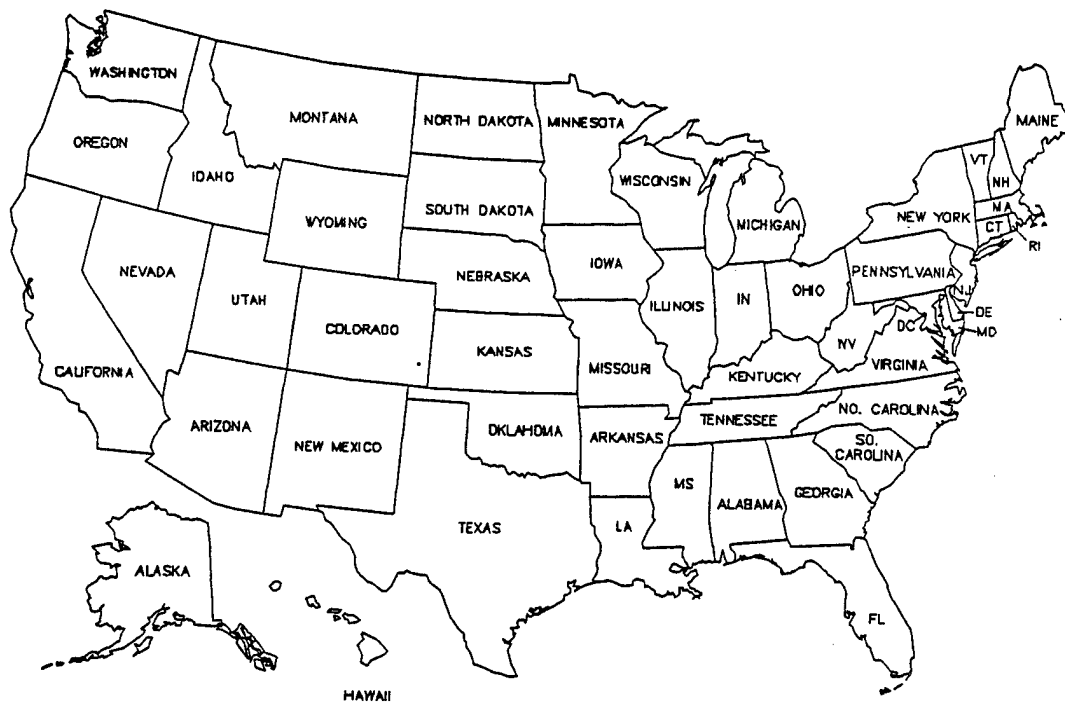 WASHINGTON
MONTANA
NORTH DAKOTA
MINNESOTA
MAINE
OREGON
IDAHO
VT
NH
WISCONSIN
SOUTH DAKOTA
WYOMING
MICHIGAN
NEW YORK
MA
CT
RI
NEVADA
UTAH
NEBRASKA
IOWA
PENNSYLVANIA
NJ
ILLINOIS
IN
OHIO
DE
MD
DC
COLORADO
KANSAS
MISSOURI
WV
VIRGINIA
KENTUCKY
CALIFORNIA
ARIZONA
NEW MEXICO
OKLAHOMA
ARKANSAS
TENNESSEE
NO. CAROLINA
SO.
CAROLINA
MS
ALABAMA
GEORGIA
TEXAS
LA
ALASKA
FL
HAWAII